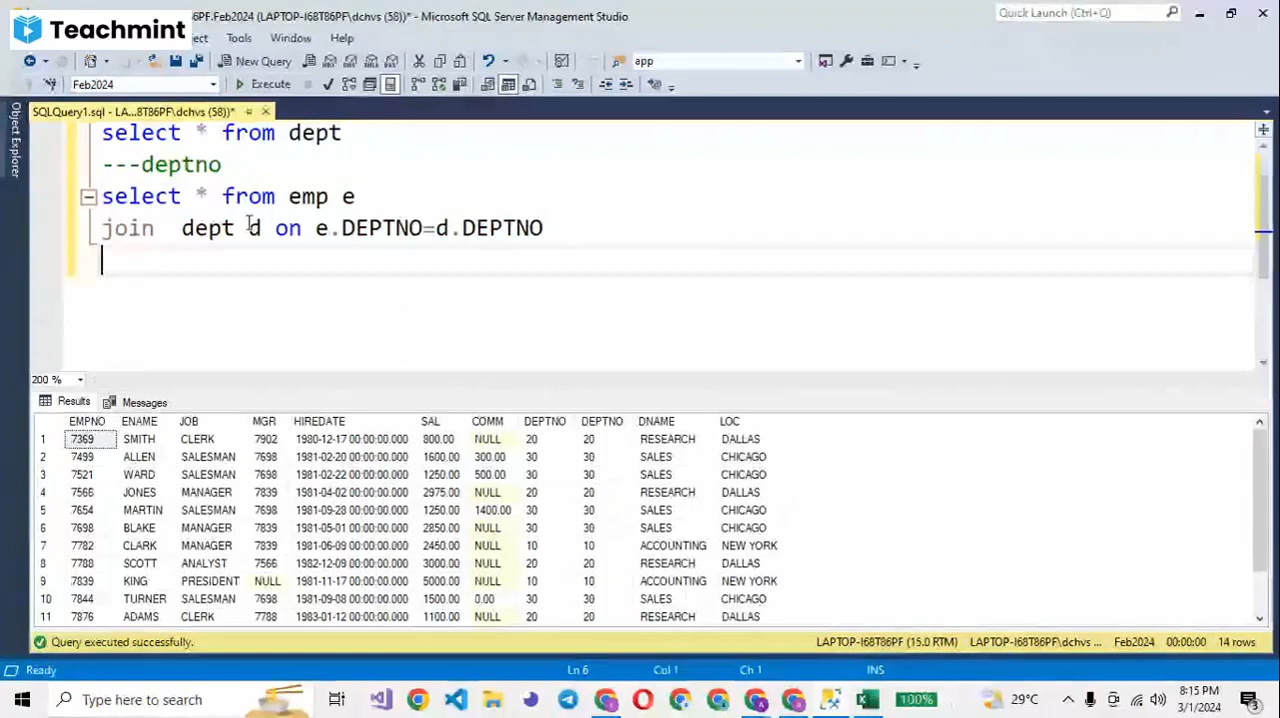 Teachmint
PF.Feb2024 (LAPTOP-I68T86PF\dchvs (58))* - Microsoft SQL Server Management Studio
Quick Launch (Ctrl+Q)
Tools Window Help
New Query
app
Feb2024
Execute
SQLQuery1.sql - LA...8T86PF\dchvs (58))*
Object Explorer
select * from dept
---deptno
select * from emp e
join dept d on e.DEPTNO=d.DEPTNO
200 %
Results Messages
EMPNO ENAME JOB MGR HIREDATE SAL COMM DEPTNO DEPTNO DNAME LOC
1 7369 SMITH CLERK 7902 1980-12-17 00:00:00.000 800.00 NULL 20 20 RESEARCH DALLAS
2 7499 ALLEN SALESMAN 7698 1981-02-20 00:00:00.000 1600.00 300.00 30 30 SALES CHICAGO
3 7521 WARD SALESMAN 7698 1981-02-22 00:00:00.000 1250.00 500.00 30 30 SALES CHICAGO
4 7566 JONES MANAGER 7839 1981-04-02 00:00:00.000 2975.00 NULL 20 20 RESEARCH DALLAS
5 7654 MARTIN SALESMAN 7698 1981-09-28 00:00:00.000 1250.00 1400.00 30 30 SALES CHICAGO
6 7698 BLAKE MANAGER 7839 1981-05-01 00:00:00.000 2850.00 NULL 30 30 SALES CHICAGO
7 7782 CLARK MANAGER 7839 1981-06-09 00:00:00.000 2450.00 NULL 10 10 ACCOUNTING NEW YORK
8 7788 SCOTT ANALYST 7566 1982-12-09 00:00:00.000 3000.00 NULL 20 20 RESEARCH DALLAS
9 7839 KING PRESIDENT NULL 1981-11-17 00:00:00.000 5000.00 NULL 10 10 ACCOUNTING NEW YORK
10 7844 TURNER SALESMAN 7698 1981-09-08 00:00:00.000 1500.00 0.00 30 30 SALES CHICAGO
11 7876 ADAMS CLERK 7788 1983-01-12 00:00:00.000 1100.00 NULL 20 20 RESEARCH DALLAS
Query executed successfully. LAPTOP-I68T86PF (15.0 RTM) LAPTOP-I68T86PF\dchvs ... Feb2024 00:00:00 14 rows
Ready Ln 6 Col 1 Ch 1 INS
Type here to search 100% 29°C 8:15 PM
3/1/2024
3